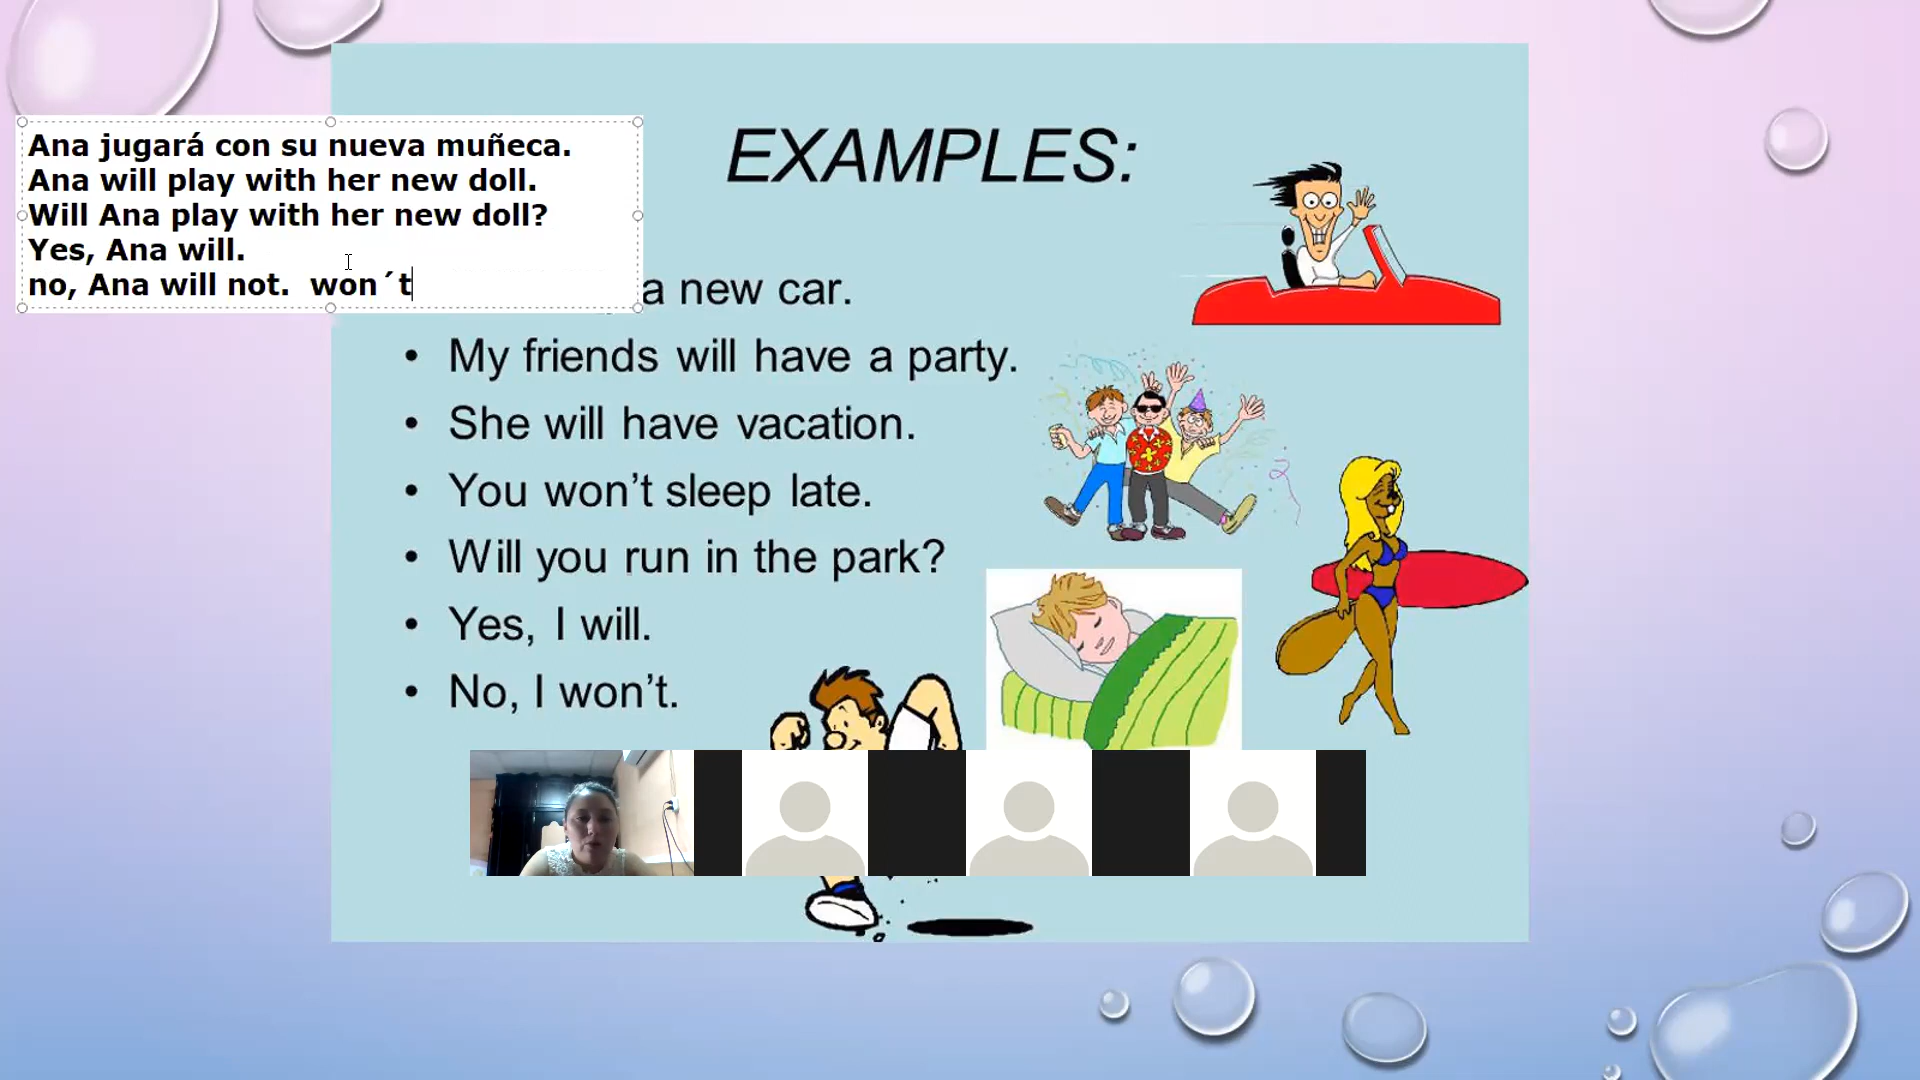 Ana jugará con su nueva muñeca.
Ana will play with her new doll.
Will Ana play with her new doll?
Yes, Ana will.
no, Ana will not.  won´t
EXAMPLES:
a new car.
• My friends will have a party.
• She will have vacation.
• You won’t sleep late.
• Will you run in the park?
• Yes, I will.
• No, I won’t.